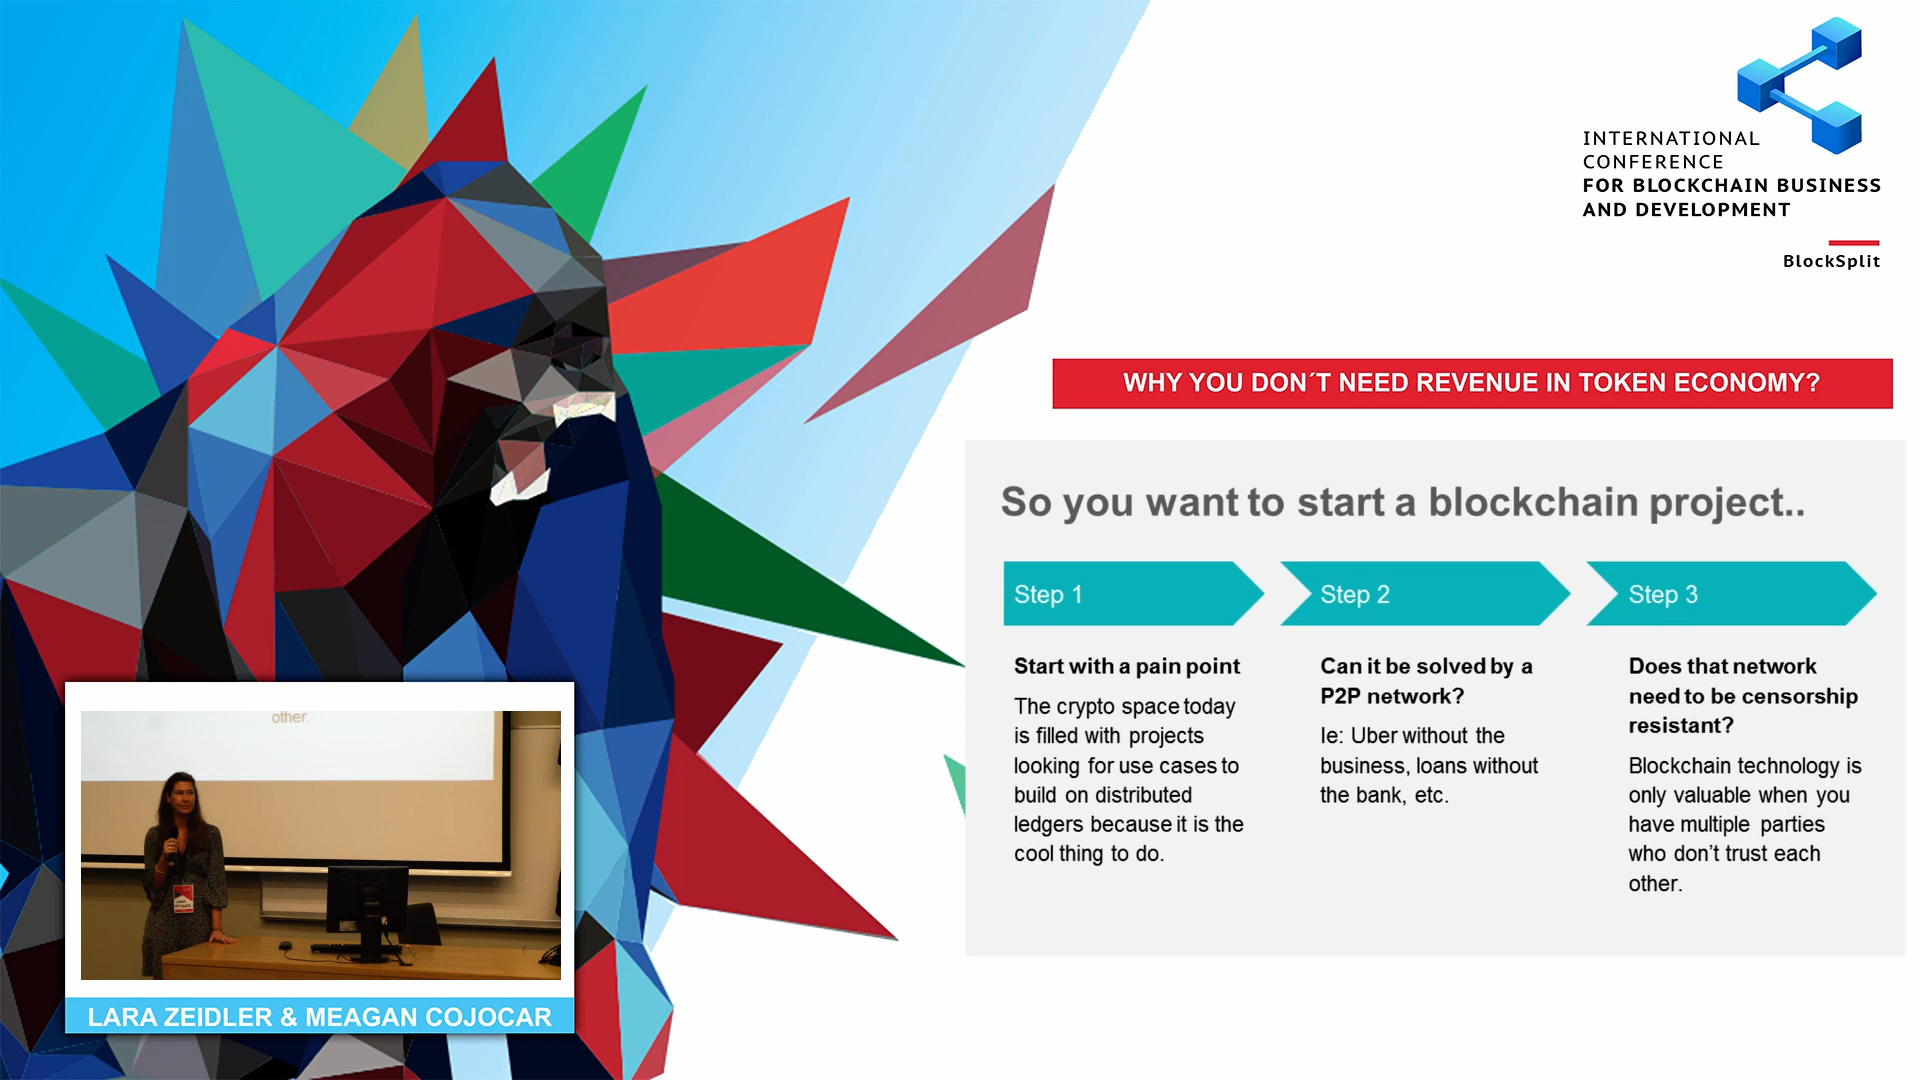 INTERNATIONAL
CONFERENCE
FOR BLOCKCHAIN BUSINESS
AND DEVELOPMENT
BlockSplit
WHY YOU DON´T NEED REVENUE IN TOKEN ECONOMY?
So you want to start a blockchain project..
Step 1
Start with a pain point
The crypto space today
is filled with projects
looking for use cases to
build on distributed
ledgers because it is the
cool thing to do.
Step 2
Can it be solved by a
P2P network?
Ie: Uber without the
business, loans without
the bank, etc.
Step 3
Does that network
need to be censorship
resistant?
Blockchain technology is
only valuable when you
have multiple parties
who don’t trust each
other.
other.
LARA ZEIDLER & MEAGAN COJOCAR